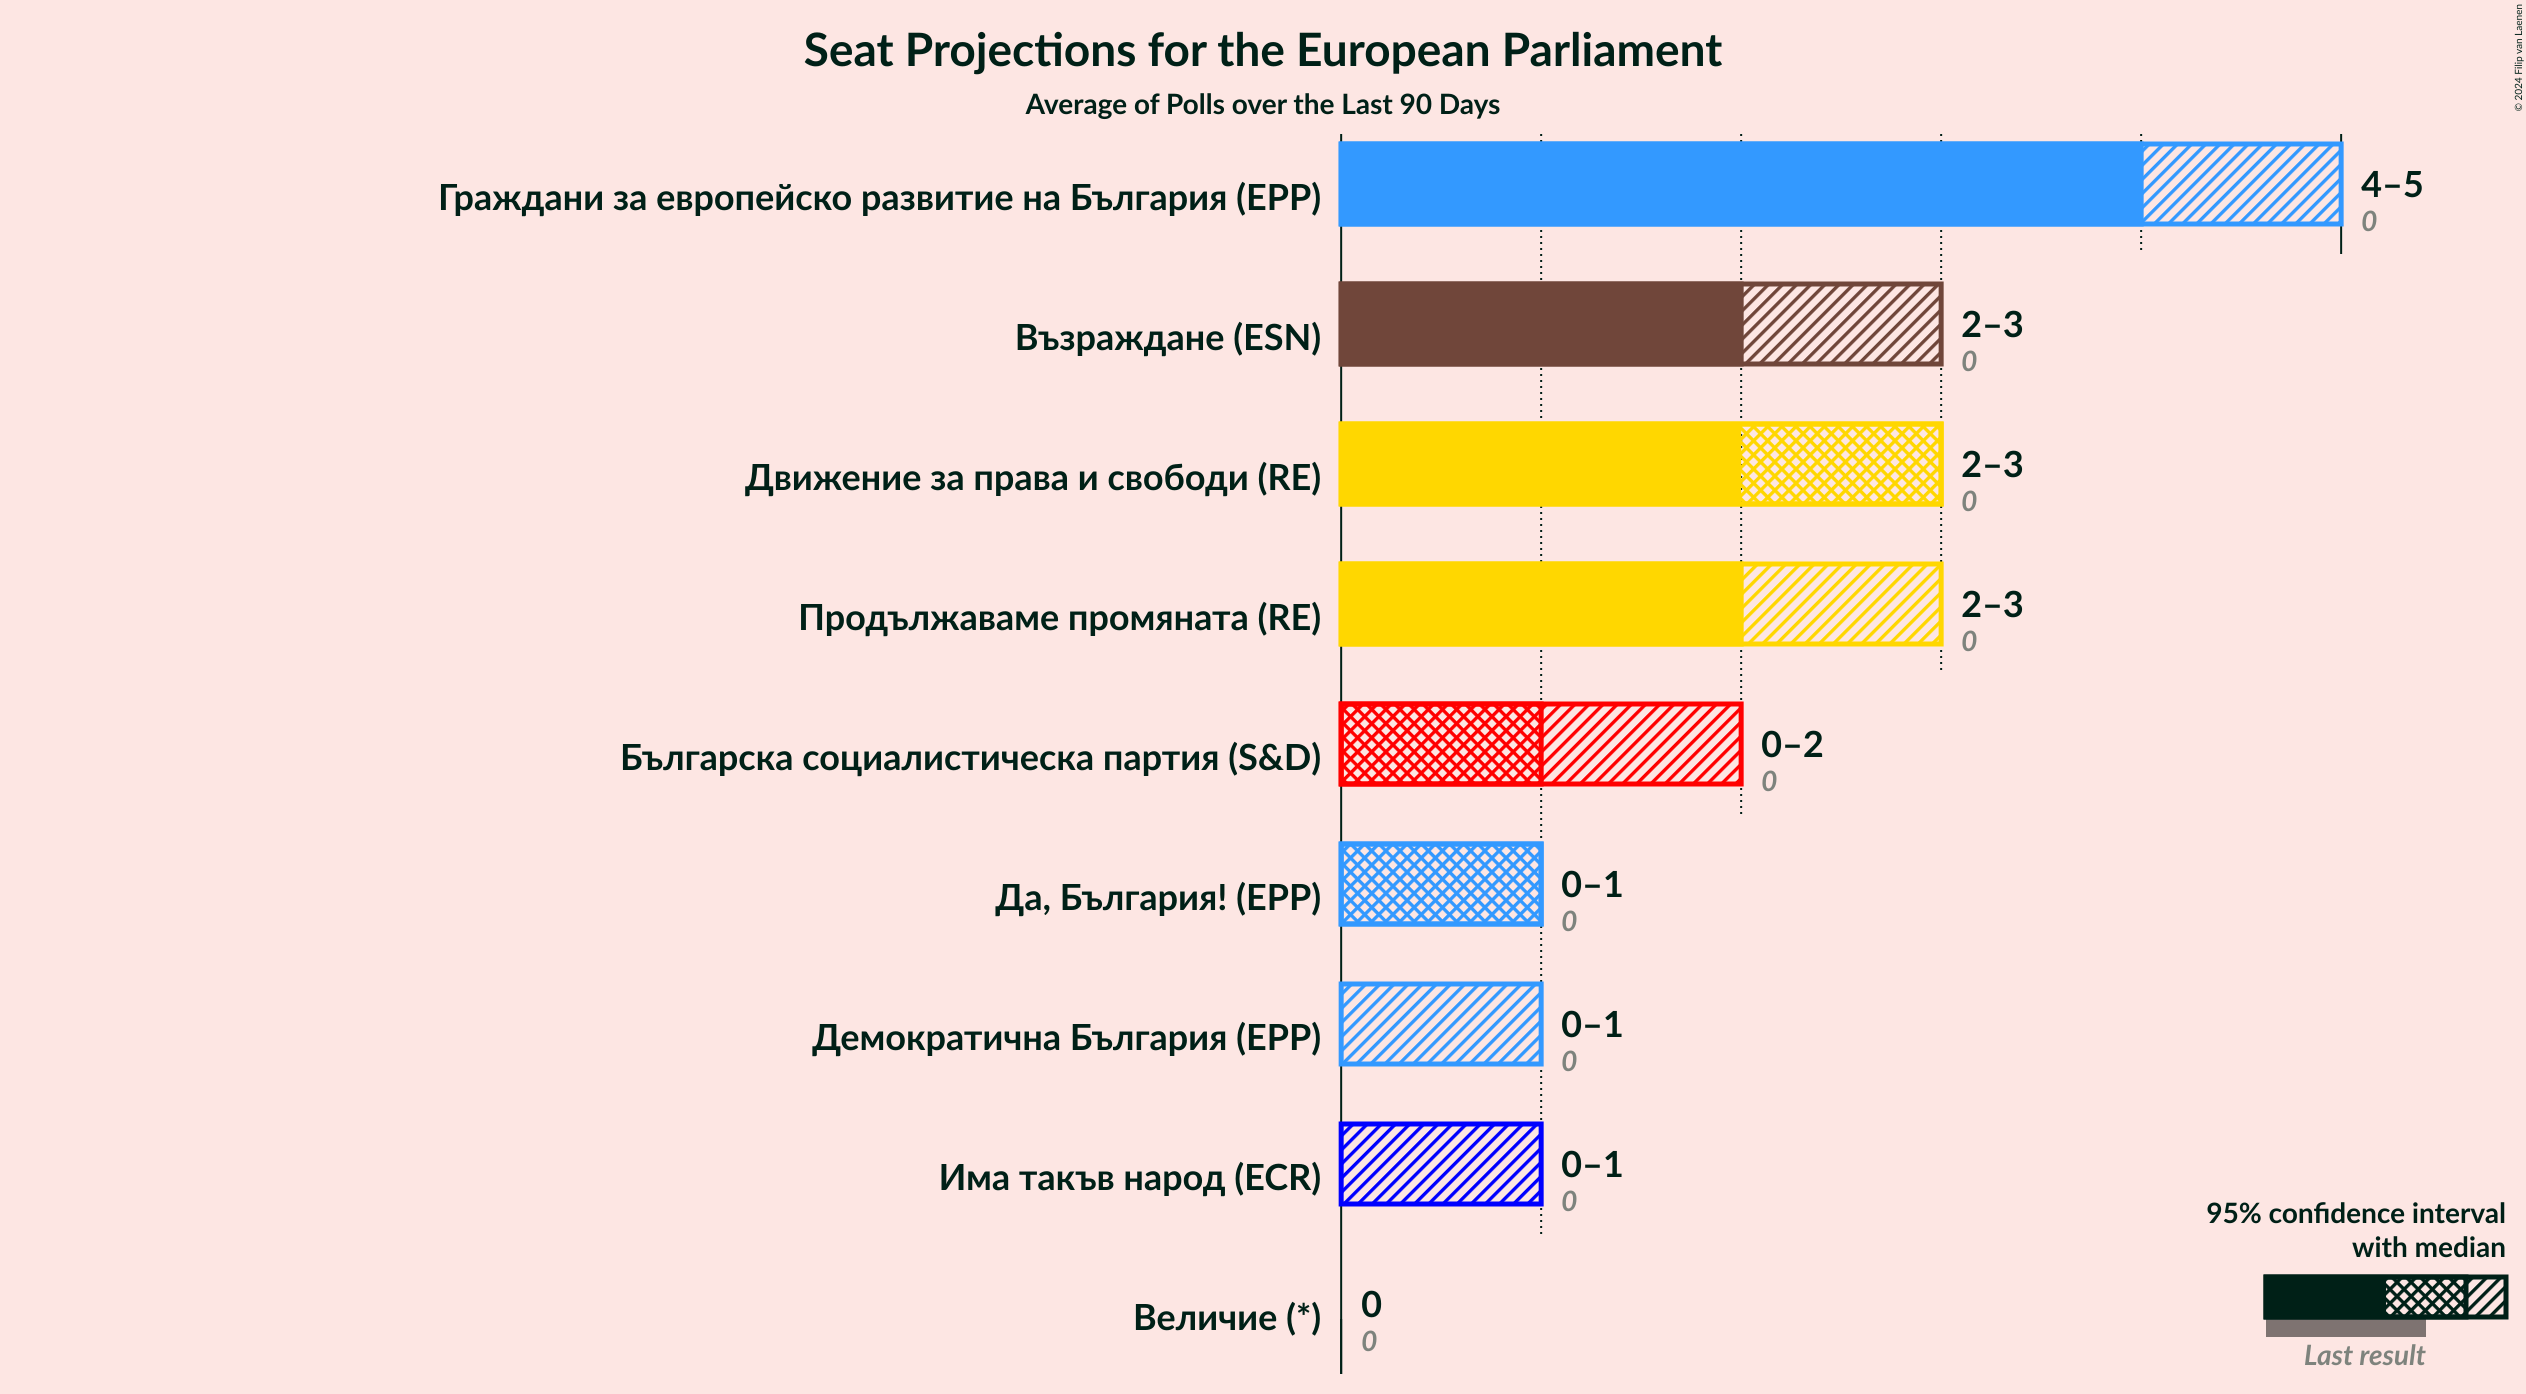 Seat Projections for the European Parliament
Average of Polls over the Last 90 Days
© 2024 Filip van Laenen
Граждани за европейско развитие на България (EPP)
4–5
0
Възраждане (ESN)
2–3
0
Движение за права и свободи (RE)
2–3
0
Продължаваме промяната (RE)
2–3
0
Българска социалистическа партия (S&D)
0–2
0
Да, България! (EPP)
0–1
0
Демократична България (EPP)
0–1
0
Има такъв народ (ECR)
0–1
0
Величие (*)
0
0
95% confidence interval
with median
Last result